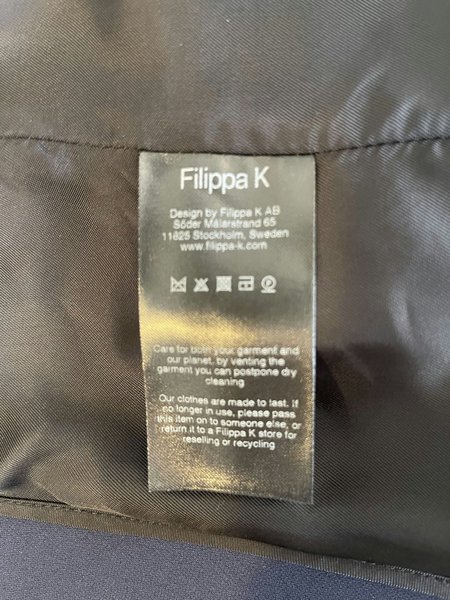 Filippa K
Design by Filippa K AB
Söder Mälarstrand 65
11825 Stockholm, Sweden
www.filippa-k.com
Care for both your garment and
our planet, by venting the
garment you can postpone dry
cleaning
Our clothes are made to last. If
no longer in use, please pass
this item on to someone else, or
return it to a Filippa K store for
reselling or recycling